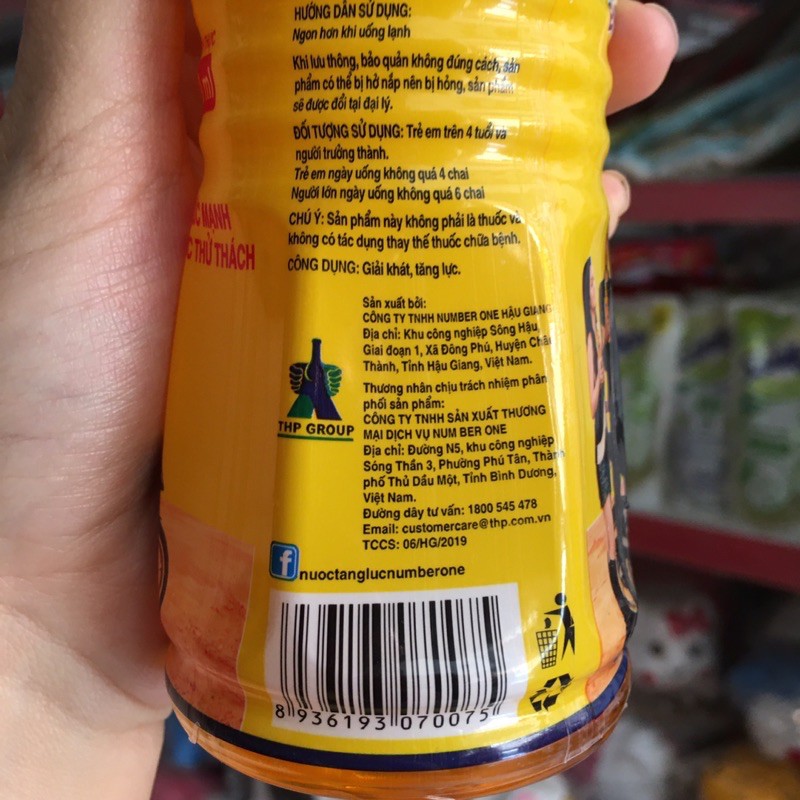 HƯỚNG DẪN SỬ DỤNG:
Ngon hơn khi uống lạnh
Khi lưu thông, bảo quản không đúng cách, sản
phẩm có thể bị hở nắp nên bị hỏng, sản phẩm
sẽ được đổi tại đại lý.
ĐỐI TƯỢNG SỬ DỤNG: Trẻ em trên 4 tuổi và
người trưởng thành.
Trẻ em ngày uống không quá 4 chai
Người lớn ngày uống không quá 6 chai
CHÚ Ý: Sản phẩm này không phải là thuốc và
không có tác dụng thay thế thuốc chữa bệnh.
CÔNG DỤNG: Giải khát, tăng lực.
MẠNH
THỬ THÁCH
Sản xuất bởi:
CÔNG TY TNHH NUMBER ONE HẬU GIANG
Địa chỉ: Khu công nghiệp Sông Hậu,
Giai đoạn 1, Xã Đông Phú, Huyện Châu
Thành, Tỉnh Hậu Giang, Việt Nam.
THP GROUP
Thương nhân chịu trách nhiệm phân
phối sản phẩm:
CÔNG TY TNHH SẢN XUẤT THƯƠNG
MẠI DỊCH VỤ NUM BER ONE
Địa chỉ: Đường N5, khu công nghiệp
Sóng Thần 3, Phường Phú Tân, Thành
phố Thủ Dầu Một, Tỉnh Bình Dương,
Việt Nam.
Đường dây tư vấn: 1800 545 478
Email: customercare@thp.com.vn
TCCS: 06/HG/2019
f nuoctanglucnumberone
8 936193 070075